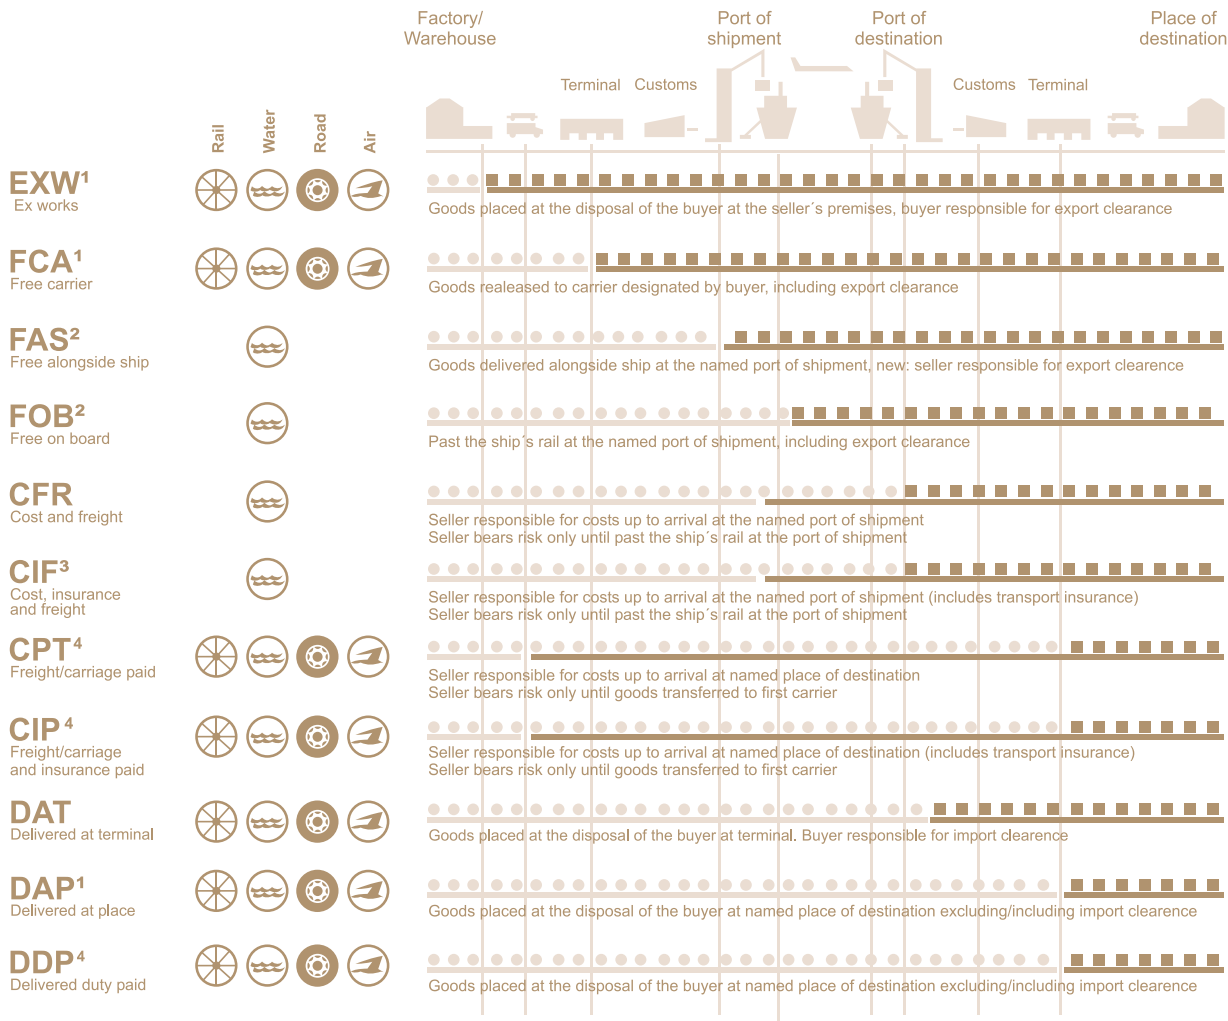 Factory/
Warehouse
Port of
shipment
Port of
destination
Place of
destination
Terminal
Customs
Customs
Terminal
Rail
Water
Road
Air
EXW¹
Ex works
Goods placed at the disposal of the buyer at the seller´s premises, buyer responsible for export clearance
FCA¹
Free carrier
Goods realeased to carrier designated by buyer, including export clearance
FAS²
Free alongside ship
Goods delivered alongside ship at the named port of shipment, new: seller responsible for export clearence
FOB²
Free on board
Past the ship´s rail at the named port of shipment, including export clearance
CFR
Cost and freight
Seller responsible for costs up to arrival at the named port of shipment
Seller bears risk only until past the ship´s rail at the port of shipment
CIF³
Cost, insurance
and freight
Seller responsible for costs up to arrival at the named port of shipment (includes transport insurance)
Seller bears risk only until past the ship´s rail at the port of shipment
CPT⁴
Freight/carriage paid
Seller responsible for costs up to arrival at named place of destination
Seller bears risk only until goods transferred to first carrier
CIP⁴
Freight/carriage
and insurance paid
Seller responsible for costs up to arrival at named place of destination (includes transport insurance)
Seller bears risk only until goods transferred to first carrier
DAT
Delivered at terminal
Goods placed at the disposal of the buyer at terminal. Buyer responsible for import clearence
DAP¹
Delivered at place
Goods placed at the disposal of the buyer at named place of destination excluding/including import clearence
DDP⁴
Delivered duty paid
Goods placed at the disposal of the buyer at named place of destination excluding/including import clearence